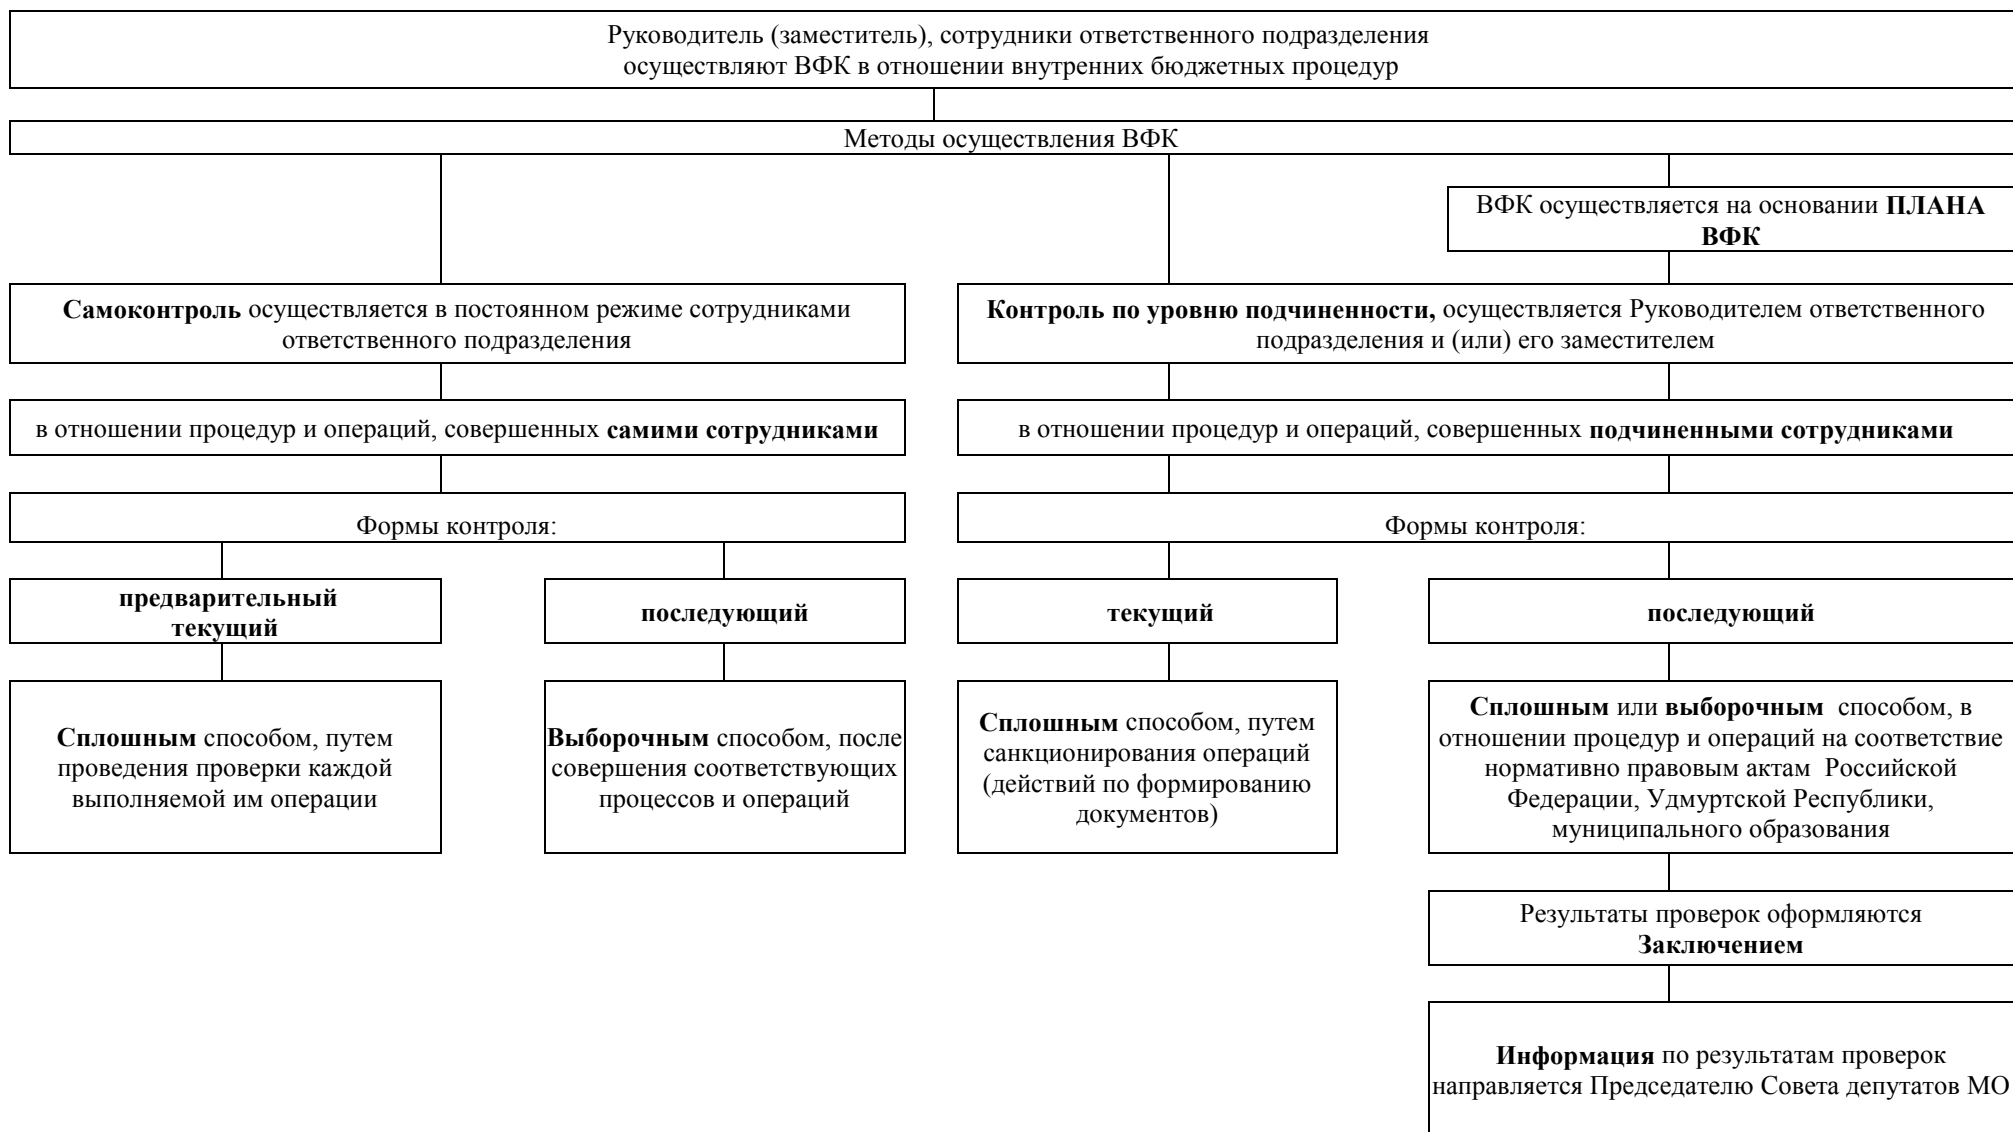 Руководитель (заместитель), сотрудники ответственного подразделения
осуществляют ВФК в отношении внутренних бюджетных процедур
Методы осуществления ВФК
ВФК осуществляется на основании ПЛАНА
ВФК
Самоконтроль осуществляется в постоянном режиме сотрудниками
ответственного подразделения
Контроль по уровню подчиненности, осуществляется Руководителем ответственного
подразделения и (или) его заместителем
в отношении процедур и операций, совершенных самими сотрудниками
в отношении процедур и операций, совершенных подчиненными сотрудниками
Формы контроля:
Формы контроля:
предварительный
текущий
последующий
текущий
последующий
Сплошным способом, путем
проведения проверки каждой
выполняемой им операции
Выборочным способом, после
совершения соответствующих
процессов и операций
Сплошным способом, путем
санкционирования операций
(действий по формированию
документов)
Сплошным или выборочным способом, в
отношении процедур и операций на соответствие
нормативно правовым актам Российской
Федерации, Удмуртской Республики,
муниципального образования
Результаты проверок оформляются
Заключением
Информация по результатам проверок
направляется Председателю Совета депутатов МО